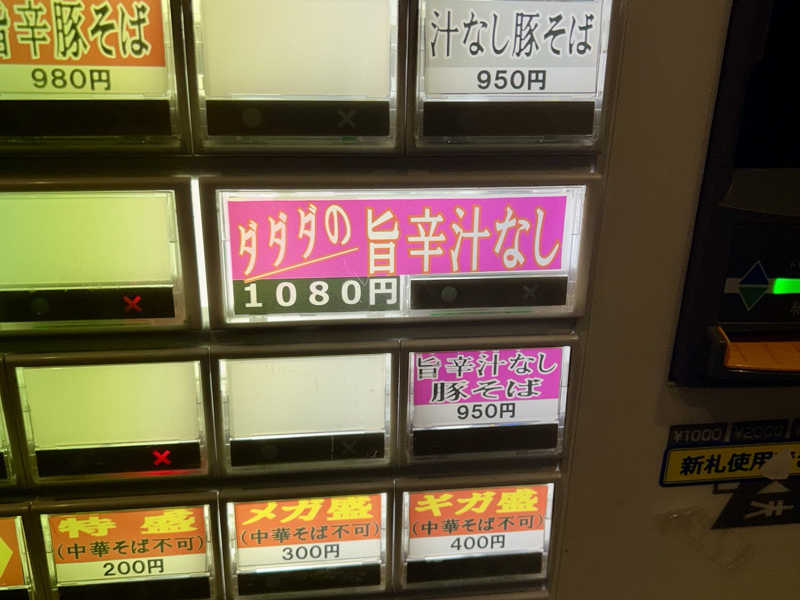 旨辛豚そば
980円
汁なし豚そば
950円
ダダダの旨辛汁なし
1080円
旨辛汁なし
豚そば
950円
特盛
(中華そば不可)
200円
メガ盛
(中華そば不可)
300円
ギガ盛
(中華そば不可)
400円
¥1000 ¥2000
新札使用